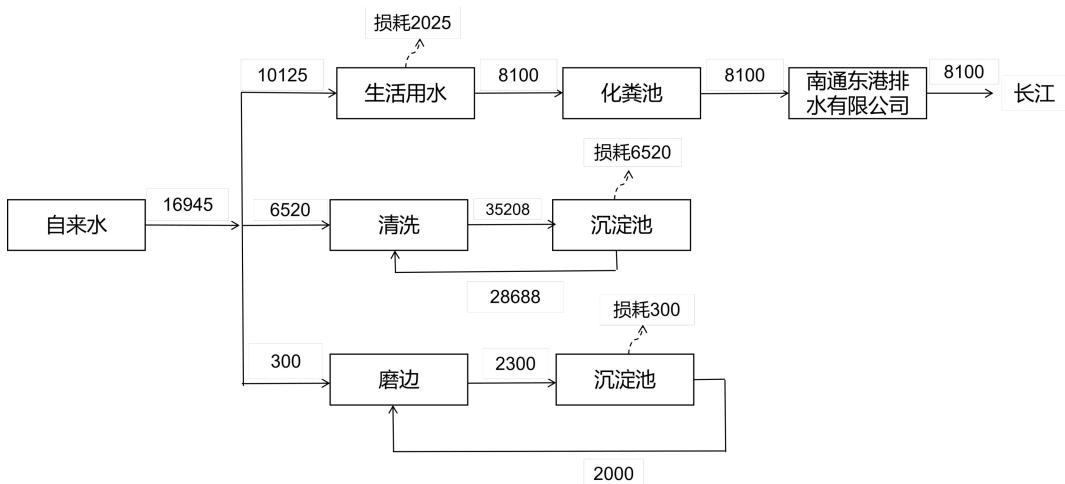 损耗2025
10125
生活用水
8100
化粪池
8100
南通东港排
水有限公司
8100
长江
损耗6520
自来水
16945
6520
清洗
35208
沉淀池
28688
损耗300
300
磨边
2300
沉淀池
2000